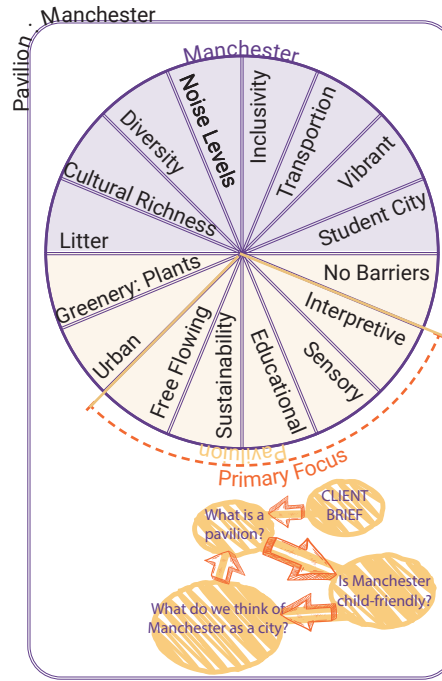 Pavilion : Manchester
Manchester
Litter
Cultural Richness
Diversity
Noise Levels
Inclusivity
Transportion
Vibrant
Student City
No Barriers
Interpretive
Sensory
Educational
Sustainability
Free Flowing
Urban
Greenery: Plants
Paviluion
Primary Focus
CLIENT
BRIEF
What is a
pavilion?
Is Manchester
child-friendly?
What do we think of
Manchester as a city?